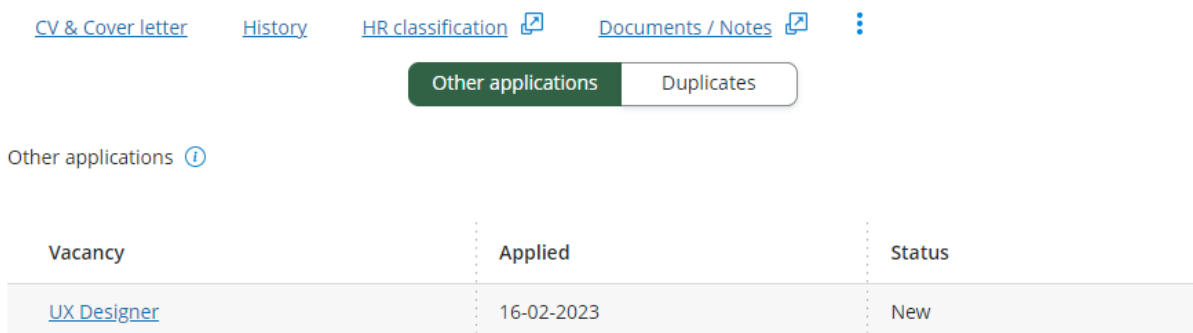 CV & Cover letter History HR classification Documents / Notes
Other applications Duplicates
Other applications
Vacancy Applied Status
UX Designer 16-02-2023 New